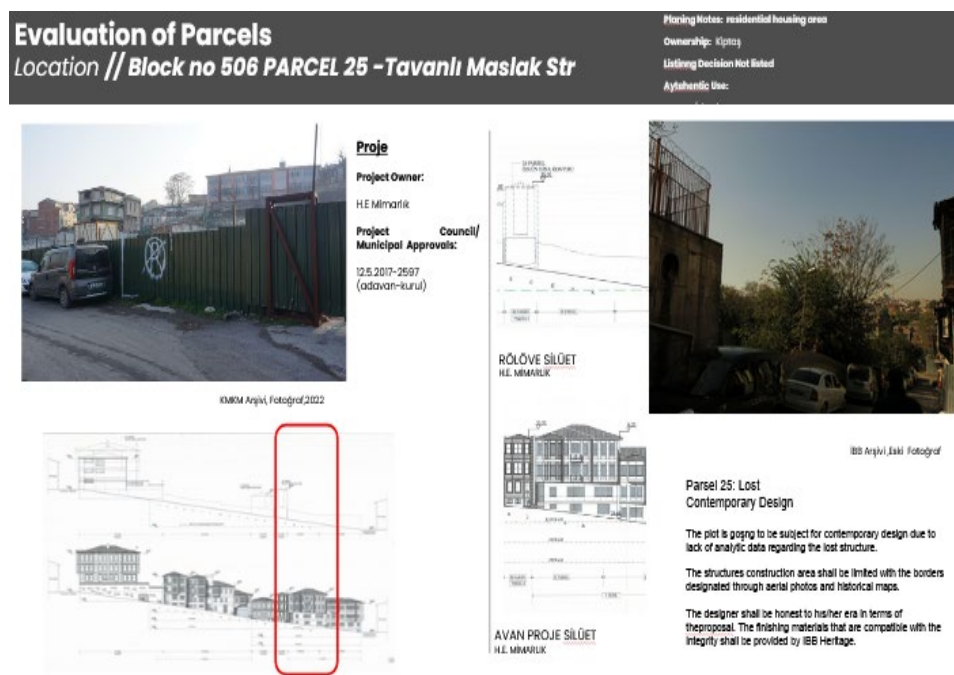 Evaluation of Parcels
Location // Block no 506 PARCEL 25 -Tavanlı Maslak Str
Planing Notes: residential housing area
Ownership: Kiptaş
Listinng Decision Not listed
Aytehentic Use:
Proje
Project Owner:
H.E Mimarlık
Project Council/
Municipal Approvals:
12.5.2017-2597
(adavan-kurul)
KMKM Arşivi, Fotoğraf,2022
RÖLÖVE SİLÜET
H.E. MİMARLIK
AVAN PROJE SİLÜET
H.E. MİMARLIK
IBB Arşivi ,Eski Fotoğraf
Parsel 25: Lost
Contemporary Design
The plot is goşng to be subject for contemporary design due to
lack of analytic data regarding the lost structure.
The structures construction area shall be limited with the borders
designated through aerial photos and historical maps.
The designer shall be honest to his/her era in terms of
theproposal. The finishing materials that are compatible with the
integrity shall be provided by IBB Heritage.